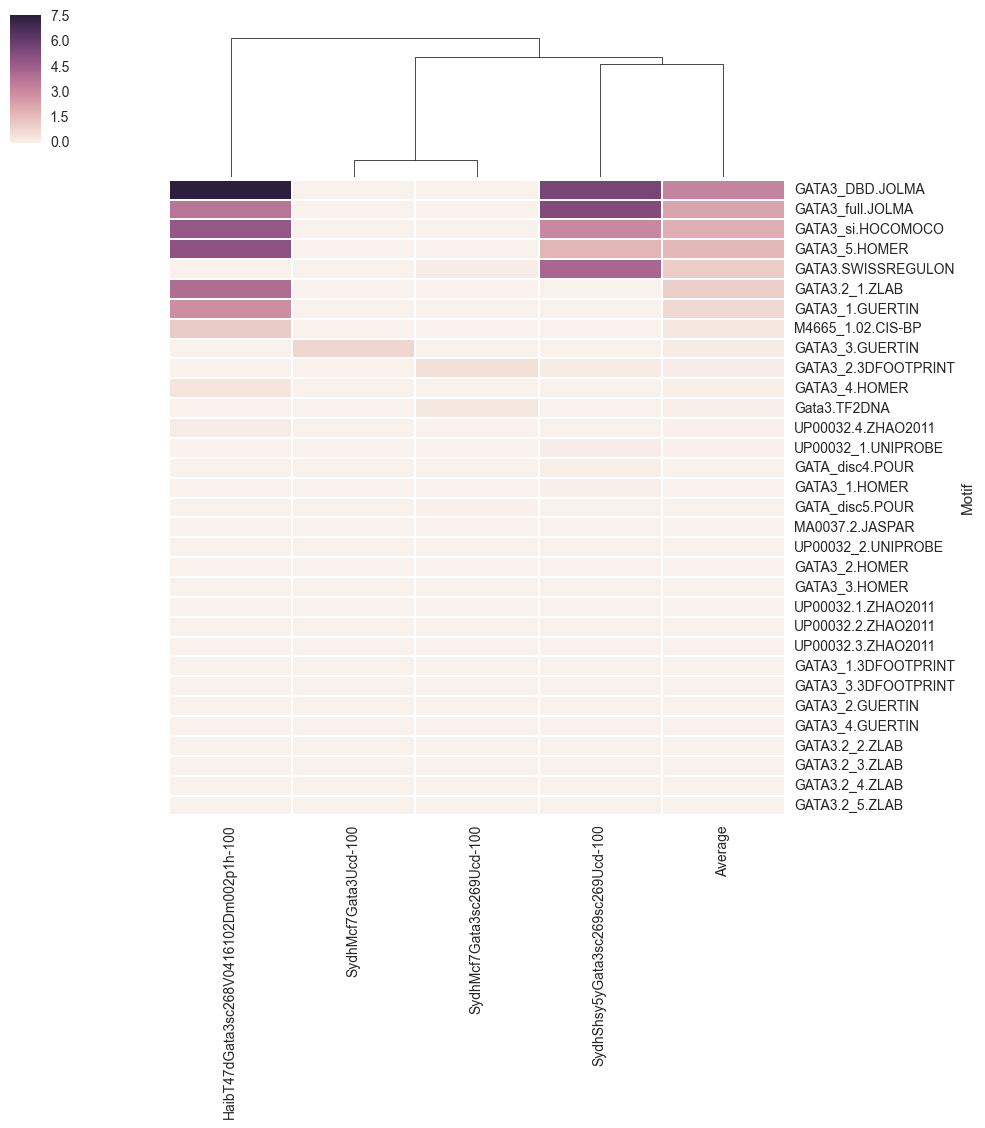 7.5
6.0
4.5
3.0
1.5
0.0
GATA3_DBD.JOLMA
GATA3_full.JOLMA
GATA3_si.HOCOMOCO
GATA3_5.HOMER
GATA3.SWISSREGULON
GATA3.2_1.ZLAB
GATA3_1.GUERTIN
M4665_1.02.CIS-BP
GATA3_3.GUERTIN
GATA3_2.3DFOOTPRINT
GATA3_4.HOMER
Gata3.TF2DNA
UP00032.4.ZHAO2011
UP00032_1.UNIPROBE
GATA_disc4.POUR
GATA3_1.HOMER
GATA_disc5.POUR
MA0037.2.JASPAR
UP00032_2.UNIPROBE
GATA3_2.HOMER
GATA3_3.HOMER
UP00032.1.ZHAO2011
UP00032.2.ZHAO2011
UP00032.3.ZHAO2011
GATA3_1.3DFOOTPRINT
GATA3_3.3DFOOTPRINT
GATA3_2.GUERTIN
GATA3_4.GUERTIN
GATA3.2_2.ZLAB
GATA3.2_3.ZLAB
GATA3.2_4.ZLAB
GATA3.2_5.ZLAB
Motif
HaibT47dGata3sc268V0416102Dm002p1h-100
SydhMcf7Gata3Ucd-100
SydhMcf7Gata3sc269Ucd-100
SydhShsy5yGata3sc269sc269Ucd-100
Average